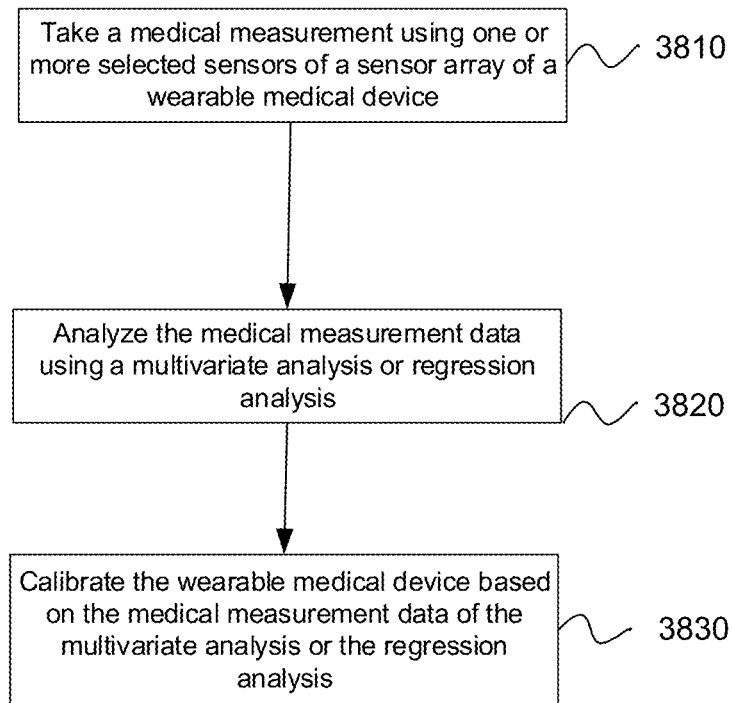 Take a medical measurement using one or
more selected sensors of a sensor array of a
wearable medical device
3810
Analyze the medical measurement data
using a multivariate analysis or regression
analysis
3820
Calibrate the wearable medical device based
on the medical measurement data of the
multivariate analysis or the regression
analysis
3830